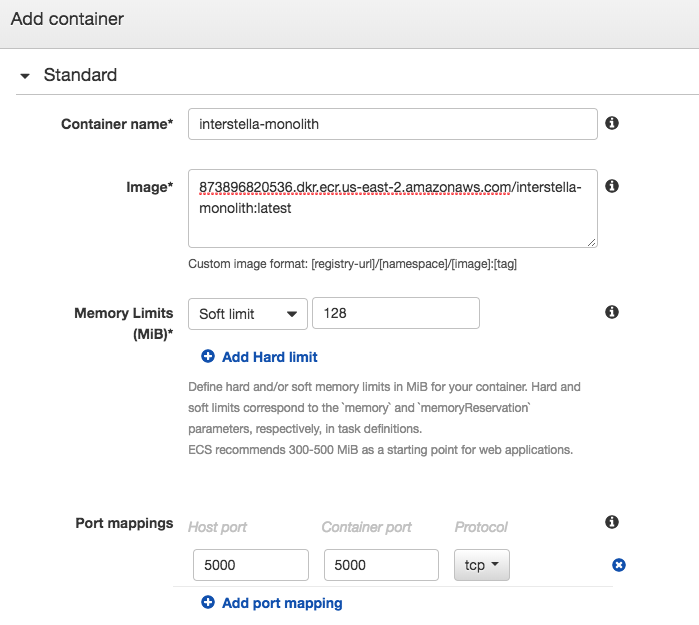 Add container
Standard
Container name* interstella-monolith
Image* 873896820536.dkr.ecr.us-east-2.amazonaws.com/interstella-
monolith:latest
Custom image format: [registry-url]/[namespace]/[image]:[tag]
Memory Limits Soft limit 128
(MiB)*
Add Hard limit
Define hard and/or soft memory limits in MiB for your container. Hard and
soft limits correspond to the `memory` and `memoryReservation`
parameters, respectively, in task definitions.
ECS recommends 300-500 MiB as a starting point for web applications.
Port mappings Host port Container port Protocol
5000 5000 tcp
Add port mapping